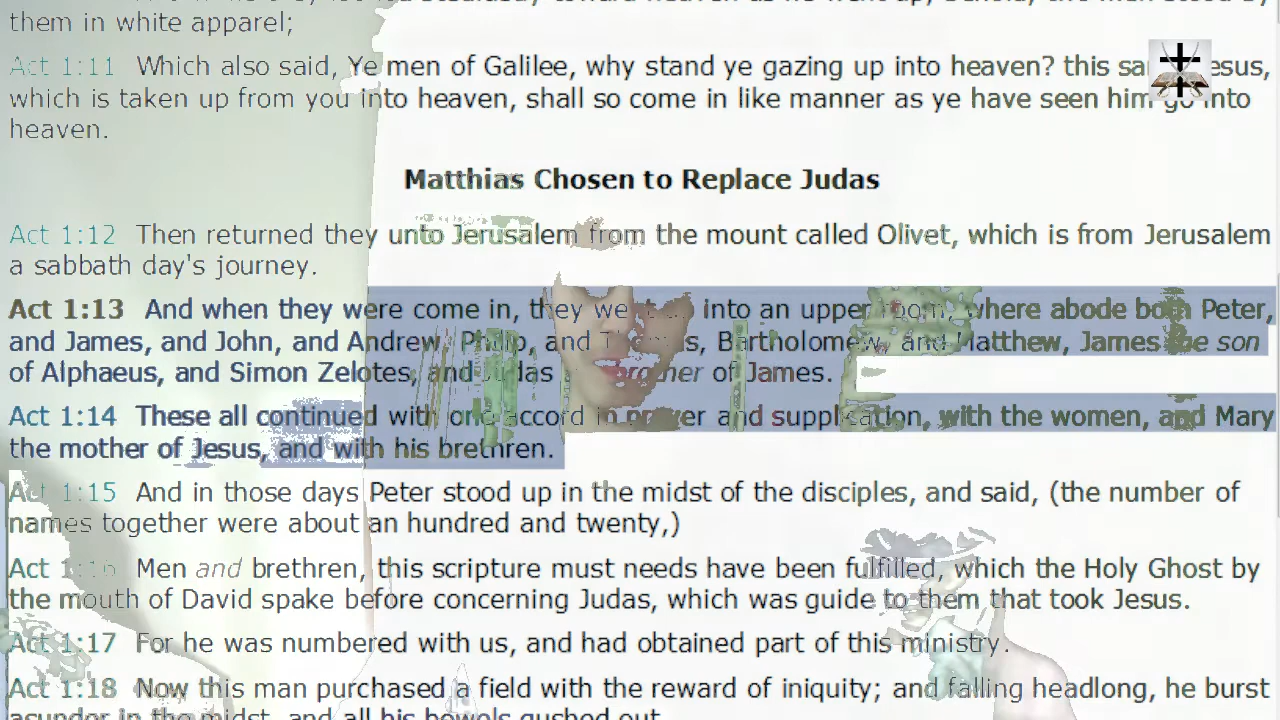 them in white apparel;
Act 1:11 Which also said, Ye men of Galilee, why stand ye gazing up into heaven? this
which is taken up from you into heaven, shall so come in like manner as ye have seen him go into
heaven.
Matthias Chosen to Replace Judas
Act 1:12 Then returned they unto Jerusalem from the mount called Olivet, which is from Jerusalem
a sabbath day's journey.
Act 1:13 And when they were come in, they went up into an upper room, where abode both Peter,
and James, and John, and Andrew, Philip, and Thomas, Bartholomew, and Matthew, James the son
of Alphaeus, and Simon Zelotes, and Judas brother of James.
Act 1:14 These all continued with one accord in prayer and supplication, with the women, and Mary
the mother of Jesus, and with his brethren.
Act 1:15 And in those days Peter stood up in the midst of the disciples, and said, (the number of
names together were about an hundred and twenty,)
Act 1:16 Men and brethren, this scripture must needs have been fulfilled, which the Holy Ghost by
the mouth of David spake before concerning Judas, which was guide to them that took Jesus.
Act 1:17 For he was numbered with us, and had obtained part of this ministry.
Act 1:18 Now this man purchased a field with the reward of iniquity; and falling headlong, he burst
asunder in the midst, and all his bowels gushed out.